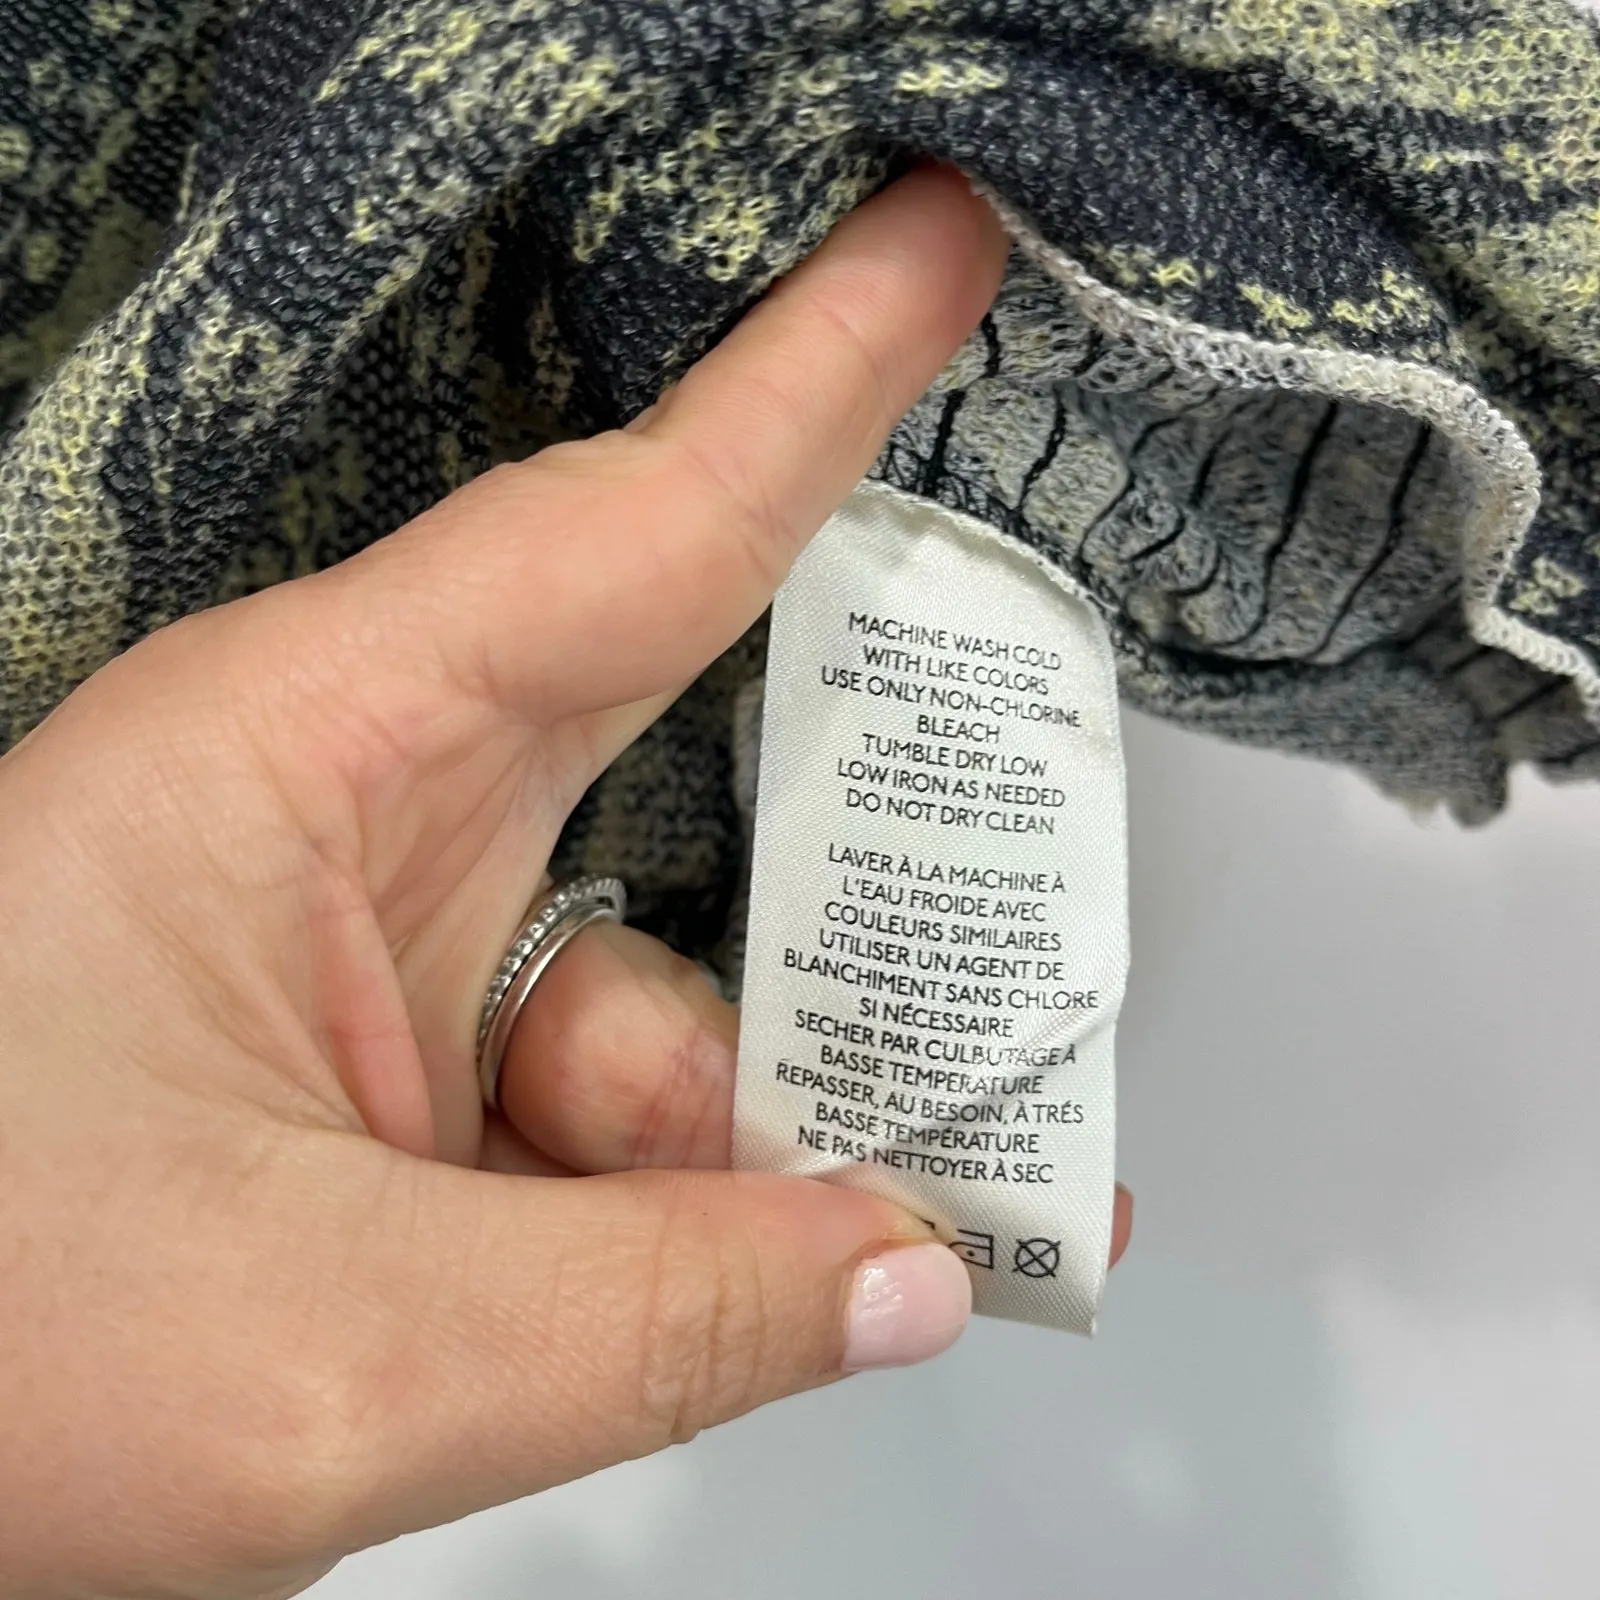 MACHINE WASH COLD
WITH LIKE COLORS
USE ONLY NON-CHLORINE
BLEACH
TUMBLE DRY LOW
LOW IRON AS NEEDED
DO NOT DRY CLEAN
LAVER À LA MACHINE À
L'EAU FROIDE AVEC
COULEURS SIMILAIRES
UTILISER UN AGENT DE
BLANCHIMENT SANS CHLORE
SI NÉCESSAIRE
SECHER PAR CULBUTAGE À
BASSE TEMPERATURE
REPASSER, AU BESOIN, À TRÉS
BASSE TEMPÉRATURE
NE PAS NETTOYER À SEC